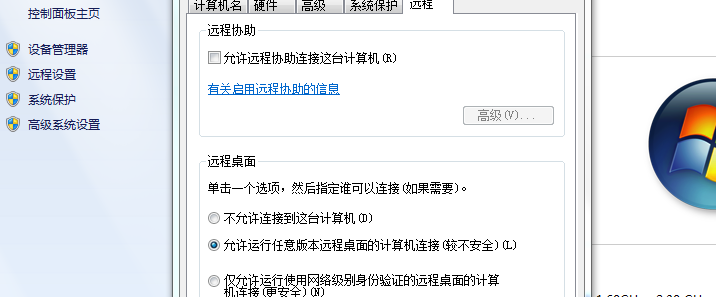 控制面板主页
设备管理器
远程设置
系统保护
高级系统设置
计算机名
硬件
高级
系统保护
远程
远程协助
允许远程协助连接这台计算机(R)
有关启用远程协助的信息
高级(V)...
远程桌面
单击一个选项，然后指定谁可以连接(如果需要)。
不允许连接到这台计算机(D)
允许运行任意版本远程桌面的计算机连接(较不安全)(L)
仅允许运行使用网络级别身份验证的远程桌面的计算
机连接(更安全)(N)